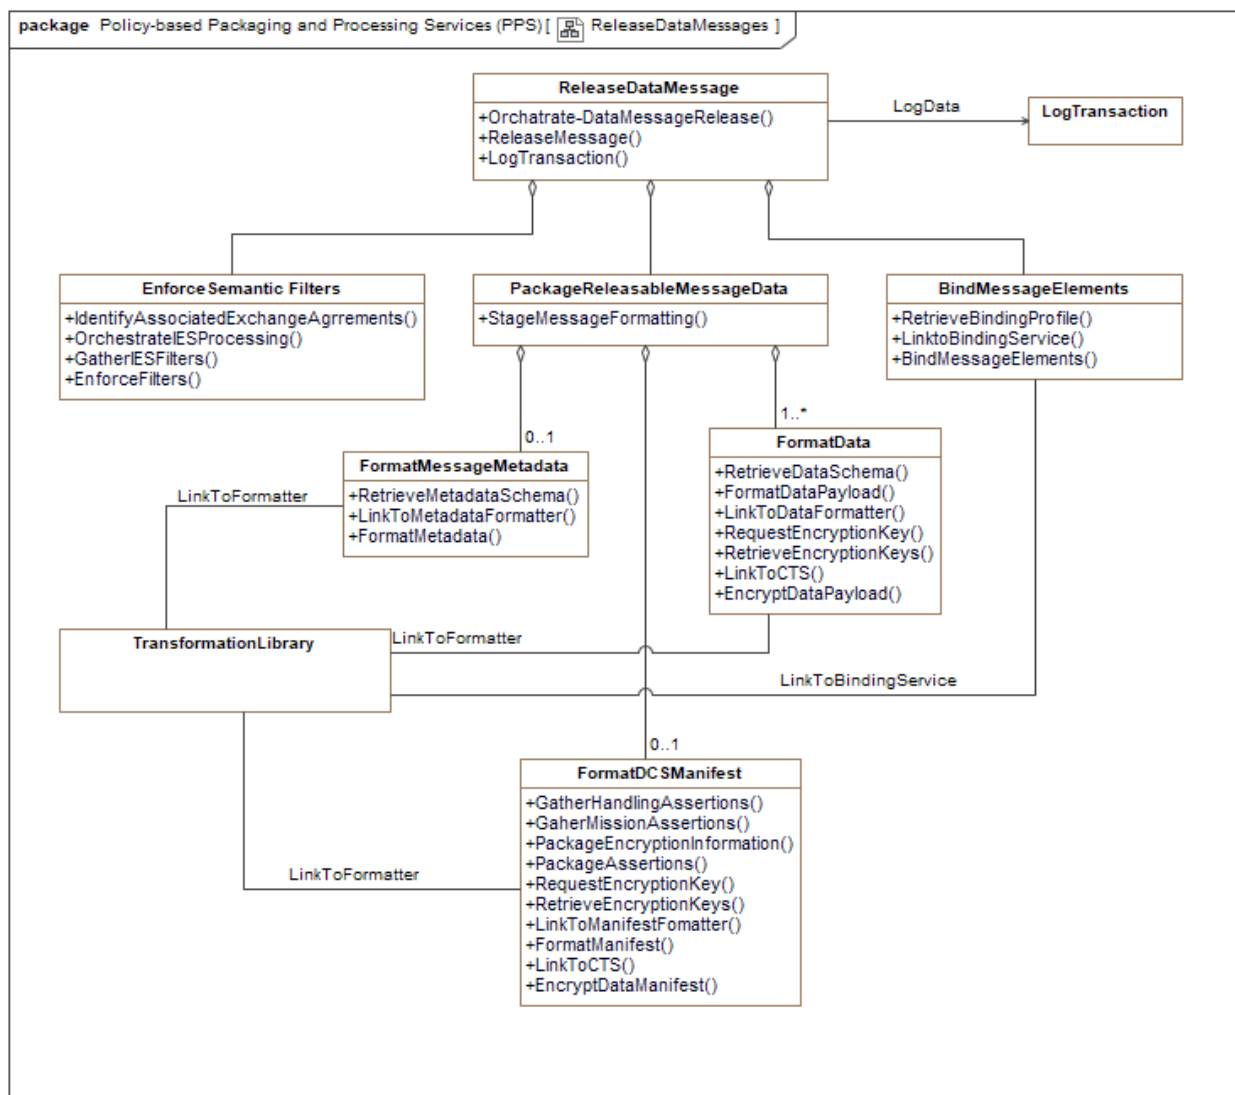 package Policy-based Packaging and Processing Services (PPS)[ ReleaseDataMessages ]
ReleaseDataMessage
+Orchatrate-DataMessageRelease()
+ReleaseMessage()
+LogTransaction()
LogData
LogTransaction
EnforceSemantic Filters
+IdentifyAssociatedExchangeAgrrements()
+OrchestrateIESProcessing()
+GatherIESFilters()
+EnforceFilters()
PackageReleasableMessageData
+StageMessageFormatting()
BindMessageElements
+RetrieveBindingProfile()
+LinktoBindingService()
+BindMessageElements()
0..1
1..*
FormatMessageMetadata
+RetrieveMetadataSchema()
+LinkToMetadataFormatter()
+FormatMetadata()
FormatData
+RetrieveDataSchema()
+FormatDataPayload()
+LinkToDataFormatter()
+RequestEncryptionKey()
+RetrieveEncryptionKeys()
+LinkToCTS()
+EncryptDataPayload()
LinkToFormatter
TransformationLibrary
LinkToFormatter
LinkToBindingService
0..1
FormatDCSManifest
+GatherHandlingAssertions()
+GaherMissionAssertions()
+PackageEncryptionInformation()
+PackageAssertions()
+RequestEncryptionKey()
+RetrieveEncryptionKeys()
+LinkToManifestFomatter()
+FormatManifest()
+LinkToCTS()
+EncryptDataManifest()
LinkToFormatter